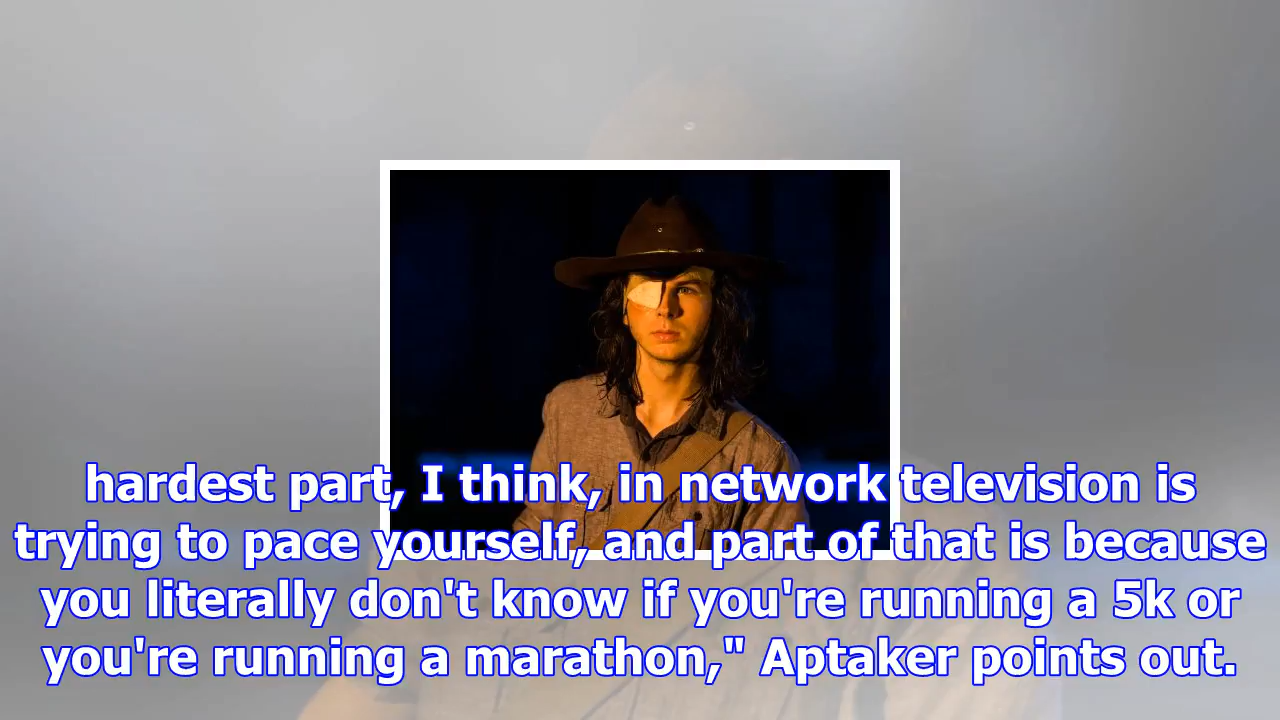 hardest part, I think, in network television is
trying to pace yourself, and part of that is because
you literally don't know if you're running a 5k or
you're running a marathon," Aptaker points out.